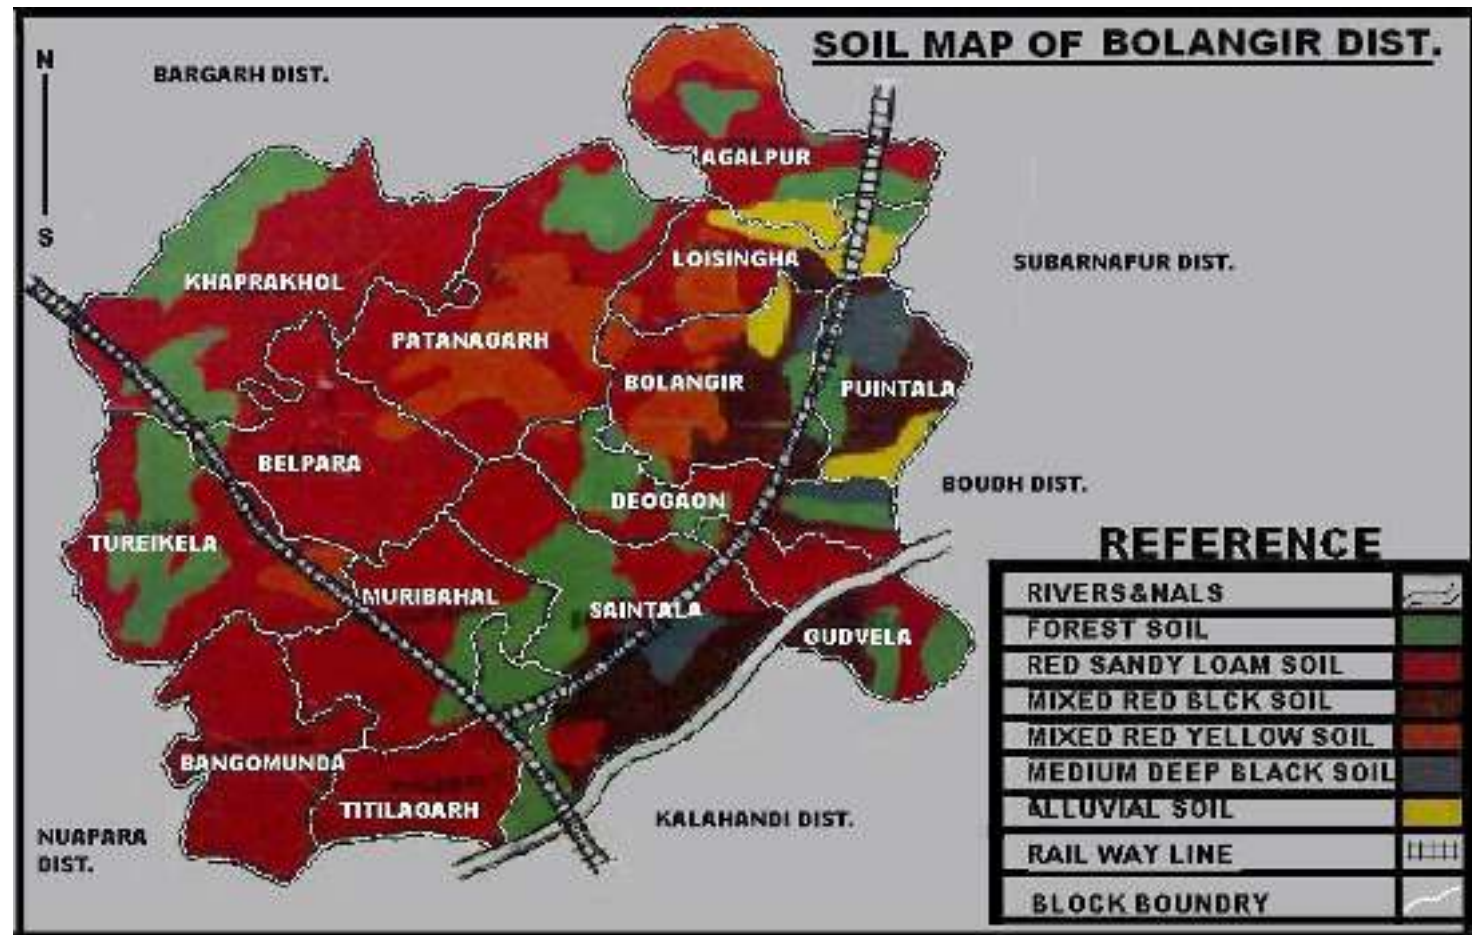 SOIL MAP OF BOLANGIR DIST.
N
S
BARGARH DIST.
AGALPUR
SUBARNAPUR DIST.
LOISINGHA
KHAPRAKHOL
PATANAGARH
BOLANGIR
PUINTALA
BELPARA
DEOGAON
BOUDH DIST.
TUREIKELA
MURIBAHAL
SAINTALA
GUDVELA
BANGOMUNDA
TITILAGARH
KALAHANDI DIST.
NUAPARA
DIST.
REFERENCE
RIVERS&NALS
FOREST SOIL
RED SANDY LOAM SOIL
MIXED RED BLCK SOIL
MIXED RED YELLOW SOIL
MEDIUM DEEP BLACK SOIL
ALLUVIAL SOIL
RAIL WAY LINE
BLOCK BOUNDRY